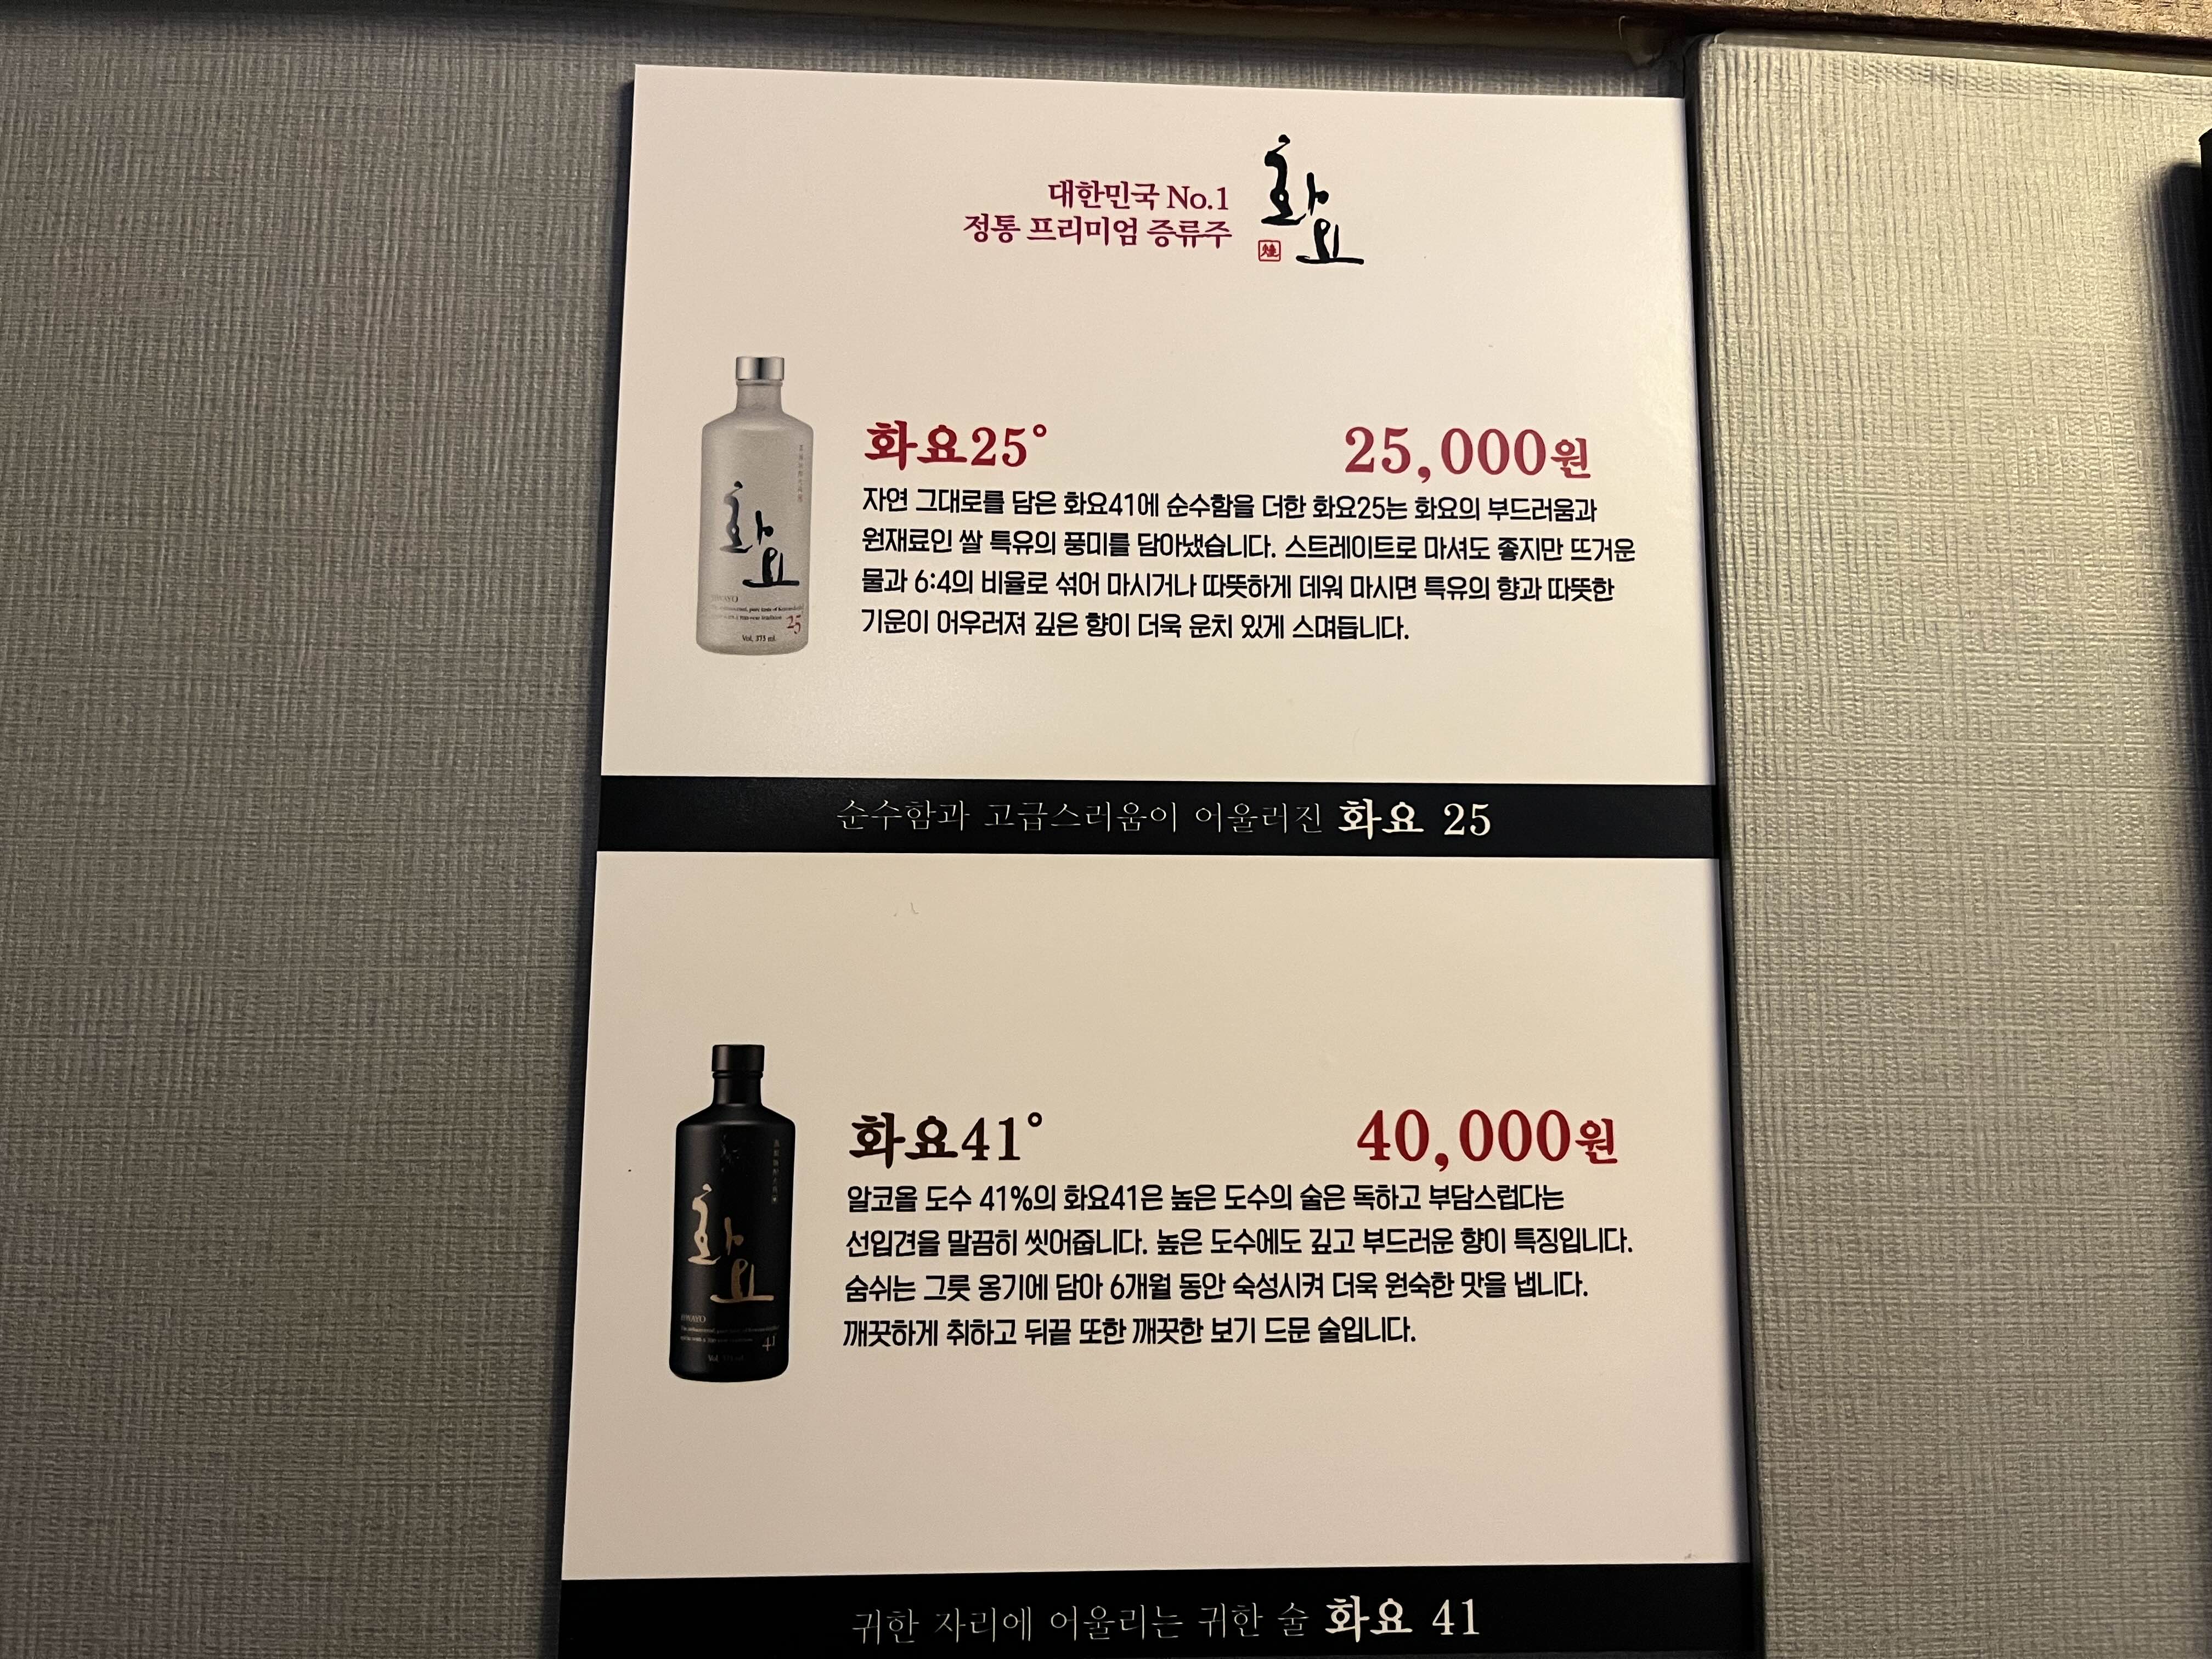 대한민국 No.1
정통 프리미엄 증류주
화요
화요25°
25,000원
자연 그대로를 담은 화요41에 순수함을 더한 화요25는 화요의 부드러움과
원재료인 쌀 특유의 풍미를 담아냈습니다. 스트레이트로 마셔도 좋지만 뜨거운
물과 6:4의 비율로 섞어 마시거나 따뜻하게 데워 마시면 특유의 향과 따뜻한
기운이 어우러져 깊은 향이 더욱 운치 있게 스며듭니다.
화요
HWAYO
25
Vol. 375 ml.
순수함과 고급스러움이 어울러진 화요 25
화요41°
40,000원
알코올 도수 41%의 화요41은 높은 도수의 술은 독하고 부담스럽다는
선입견을 말끔히 씻어줍니다. 높은 도수에도 깊고 부드러운 향이 특징입니다.
숨쉬는 그릇 옹기에 담아 6개월 동안 숙성시켜 더욱 원숙한 맛을 냅니다.
깨끗하게 취하고 뒤끝 또한 깨끗한 보기 드문 술입니다.
화요
HWAYO
41
귀한 자리에 어울리는 귀한 술 화요 41